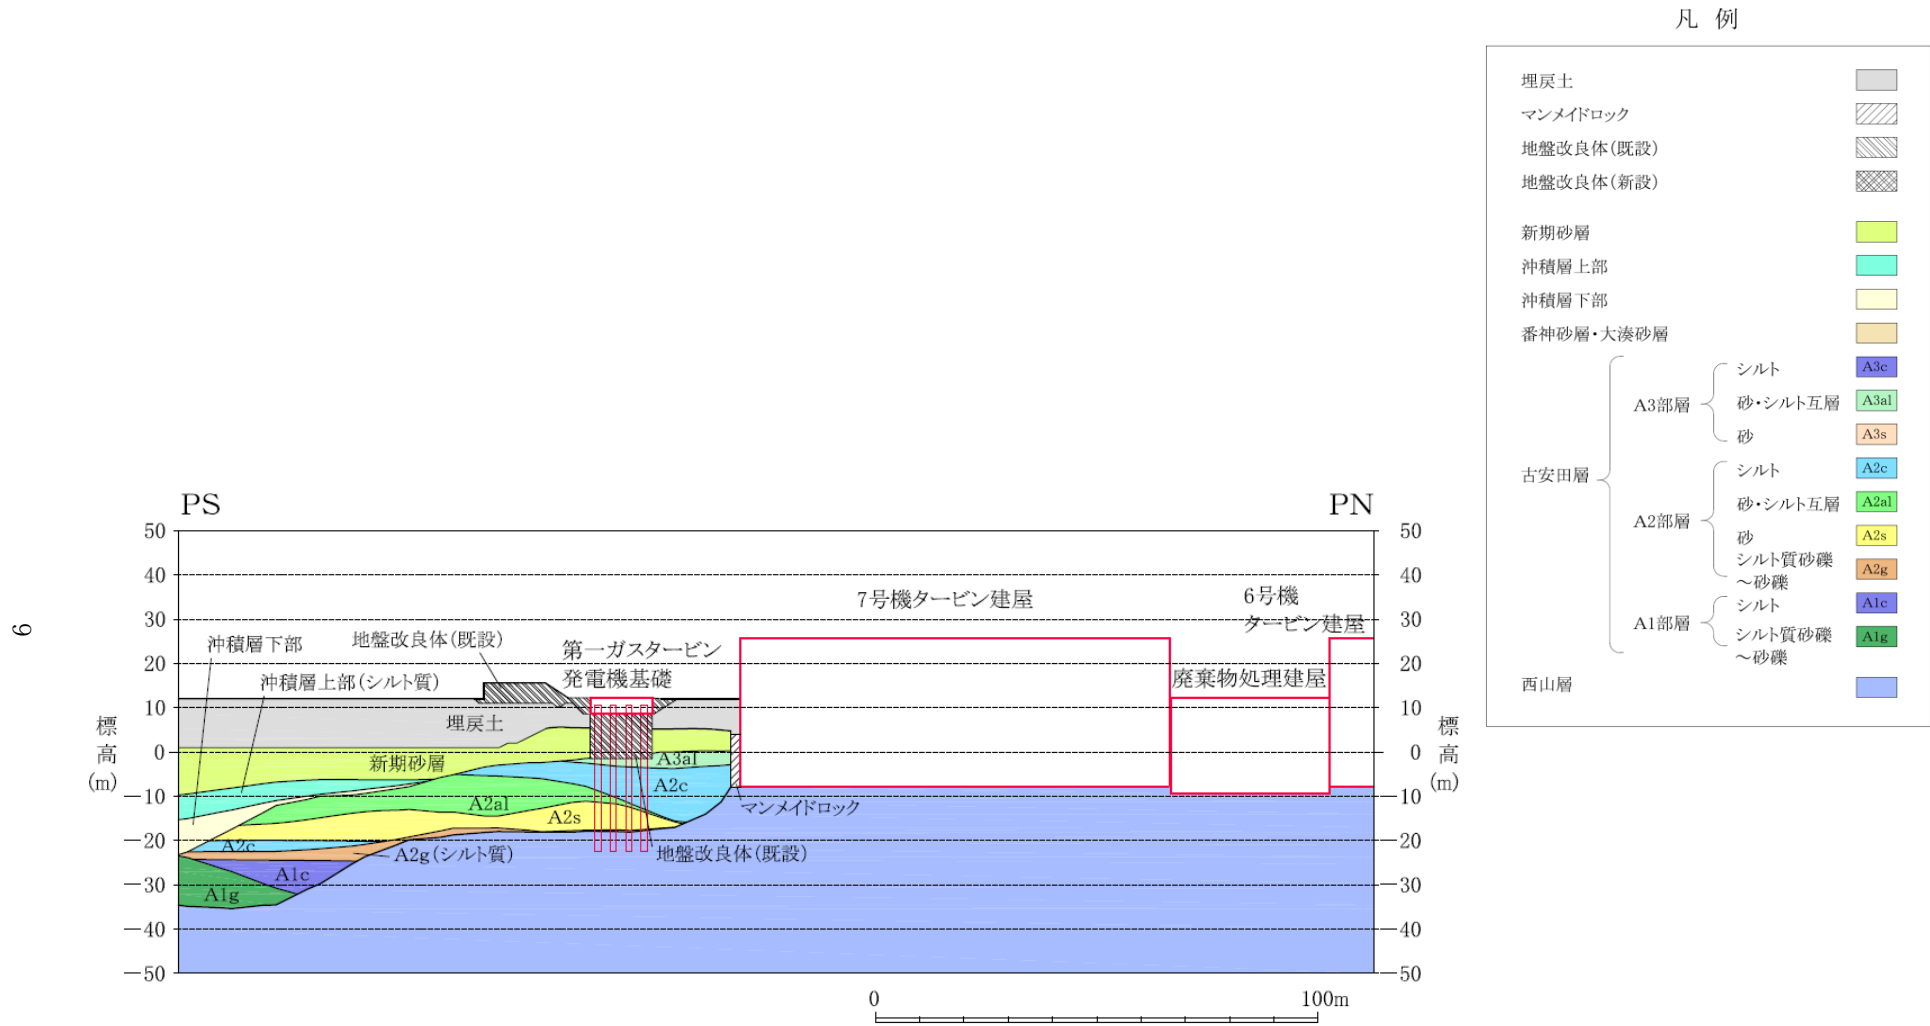 凡 例
埋戻土
マンメイドロック
地盤改良体(既設)
地盤改良体(新設)
新期砂層
沖積層上部
沖積層下部
番神砂層・大湊砂層
古安田層
A3部層
シルト
A3c
砂・シルト互層
A3al
砂
A3s
A2部層
シルト
A2c
砂・シルト互層
A2al
砂
A2s
シルト質砂礫
～砂礫
A2g
A1部層
シルト
A1c
シルト質砂礫
～砂礫
A1g
西山層
PS
PN
50
40
30
20
10
0
－10
－20
－30
－40
－50
標高(m)
50
40
30
20
10
0
－10
－20
－30
－40
－50
標高(m)
7号機タービン建屋
6号機
タービン建屋
廃棄物処理建屋
沖積層下部
地盤改良体(既設)
第一ガスタービン
発電機基礎
沖積層上部(シルト質)
埋戻土
新期砂層
A3al
A2c
A2al
A2s
マンメイドロック
A2c
A2g(シルト質)
地盤改良体(既設)
A1c
A1g
0
100m
9